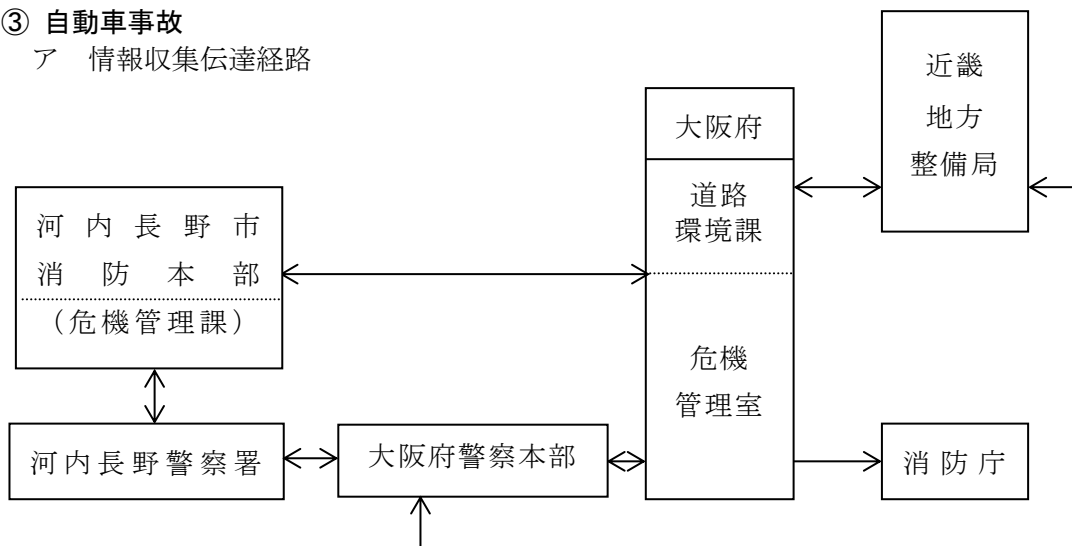 ③ 自動車事故
ア 情報収集伝達経路
近畿
地方
整備局
大阪府
道路
環境課
危機
管理室
河内長野市
消防本部
（危機管理課）
河内長野警察署
大阪府警察本部
消防庁